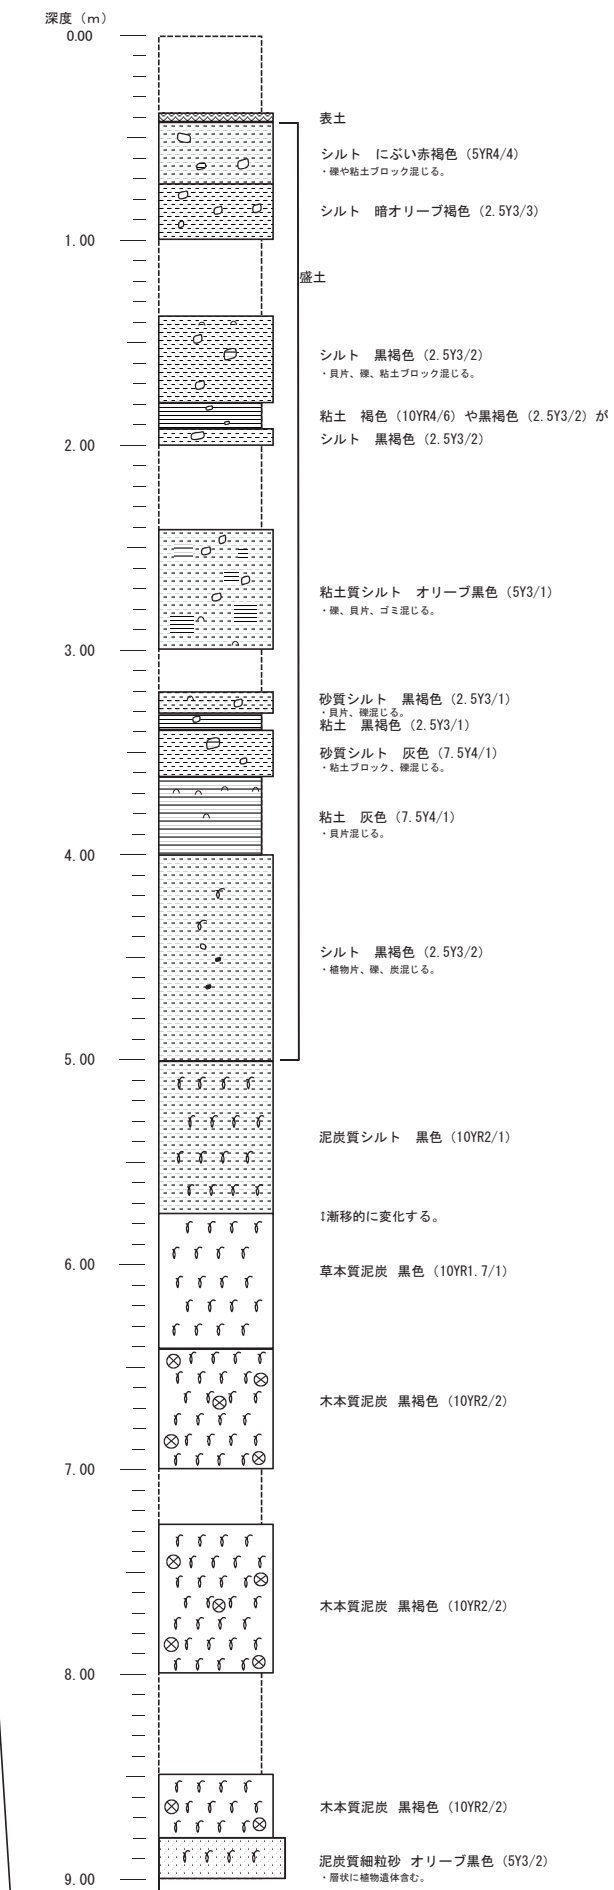 深度（ｍ）
0.00
表土
シルト　にぶい赤褐色（5YR4/4）
・礫や粘土ブロック混じる。
シルト　暗オリーブ褐色（2.5Y3/3）
1.00
盛土
シルト　黒褐色（2.5Y3/2）
・貝片、礫、粘土ブロック混じる。
粘土　褐色（10YR4/6）や黒褐色（2.5Y3/2）が
シルト　黒褐色（2.5Y3/2）
2.00
粘土質シルト　オリーブ黒色（5Y3/1）
・礫、貝片、ゴミ混じる。
3.00
砂質シルト　黒褐色（2.5Y3/1）
・貝片、礫混じる。
粘土　黒褐色（2.5Y3/1）
砂質シルト　灰色（7.5Y4/1）
・粘土ブロック、礫混じる。
粘土　灰色（7.5Y4/1）
・貝片混じる。
4.00
シルト　黒褐色（2.5Y3/2）
・植物片、礫、炭混じる。
5.00
泥炭質シルト　黒色（10YR2/1）
↕漸移的に変化する。
6.00
草本質泥炭 黒色（10YR1.7/1）
木本質泥炭 黒褐色（10YR2/2）
7.00
木本質泥炭 黒褐色（10YR2/2）
8.00
木本質泥炭 黒褐色（10YR2/2）
泥炭質細粒砂 オリーブ黒色（5Y3/2）
・層状に植物遺体含む。
9.00